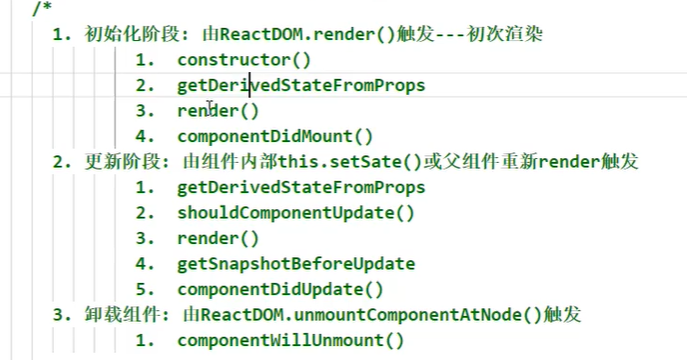 /*
1. 初始化阶段: 由ReactDOM.render()触发---初次渲染
1. constructor()
2. getDerivedStateFromProps
3. render()
4. componentDidMount()
2. 更新阶段: 由组件内部this.setSate()或父组件重新render触发
1. getDerivedStateFromProps
2. shouldComponentUpdate()
3. render()
4. getSnapshotBeforeUpdate
5. componentDidUpdate()
3. 卸载组件: 由ReactDOM.unmountComponentAtNode()触发
1. componentWillUnmount()